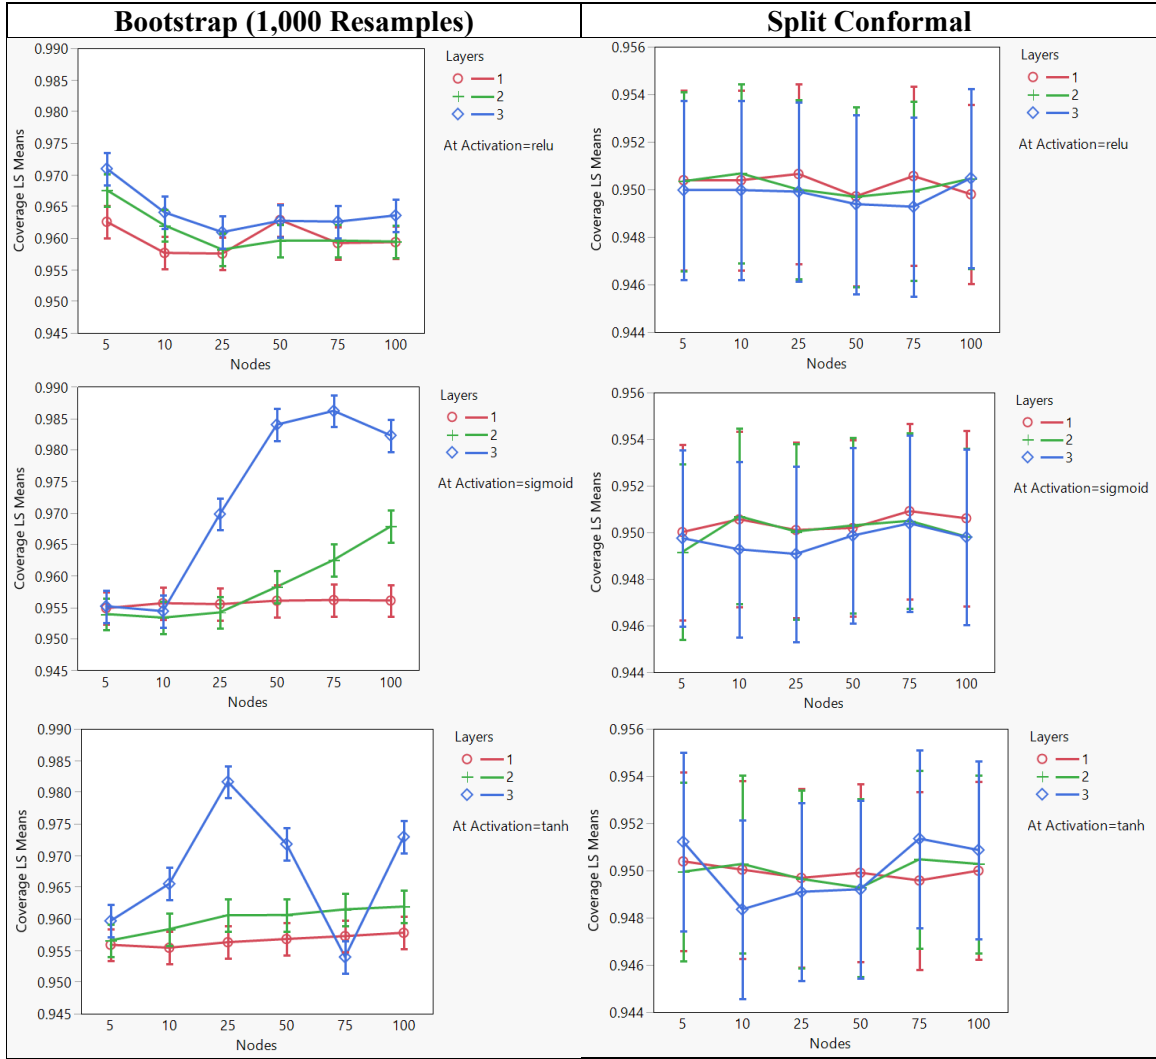 Bootstrap (1,000 Resamples)
Split Conformal
Coverage LS Means
0.990
0.985
0.980
0.975
0.970
0.965
0.960
0.955
0.950
0.945
5 10 25 50 75 100
Nodes
Layers
1
2
3
At Activation=relu
Coverage LS Means
0.956
0.954
0.952
0.950
0.948
0.946
0.944
5 10 25 50 75 100
Nodes
Layers
1
2
3
At Activation=relu
Coverage LS Means
0.990
0.985
0.980
0.975
0.970
0.965
0.960
0.955
0.950
0.945
5 10 25 50 75 100
Nodes
Layers
1
2
3
At Activation=sigmoid
Coverage LS Means
0.956
0.954
0.952
0.950
0.948
0.946
0.944
5 10 25 50 75 100
Nodes
Layers
1
2
3
At Activation=sigmoid
Coverage LS Means
0.990
0.985
0.980
0.975
0.970
0.965
0.960
0.955
0.950
0.945
5 10 25 50 75 100
Nodes
Layers
1
2
3
At Activation=tanh
Coverage LS Means
0.956
0.954
0.952
0.950
0.948
0.946
0.944
5 10 25 50 75 100
Nodes
Layers
1
2
3
At Activation=tanh